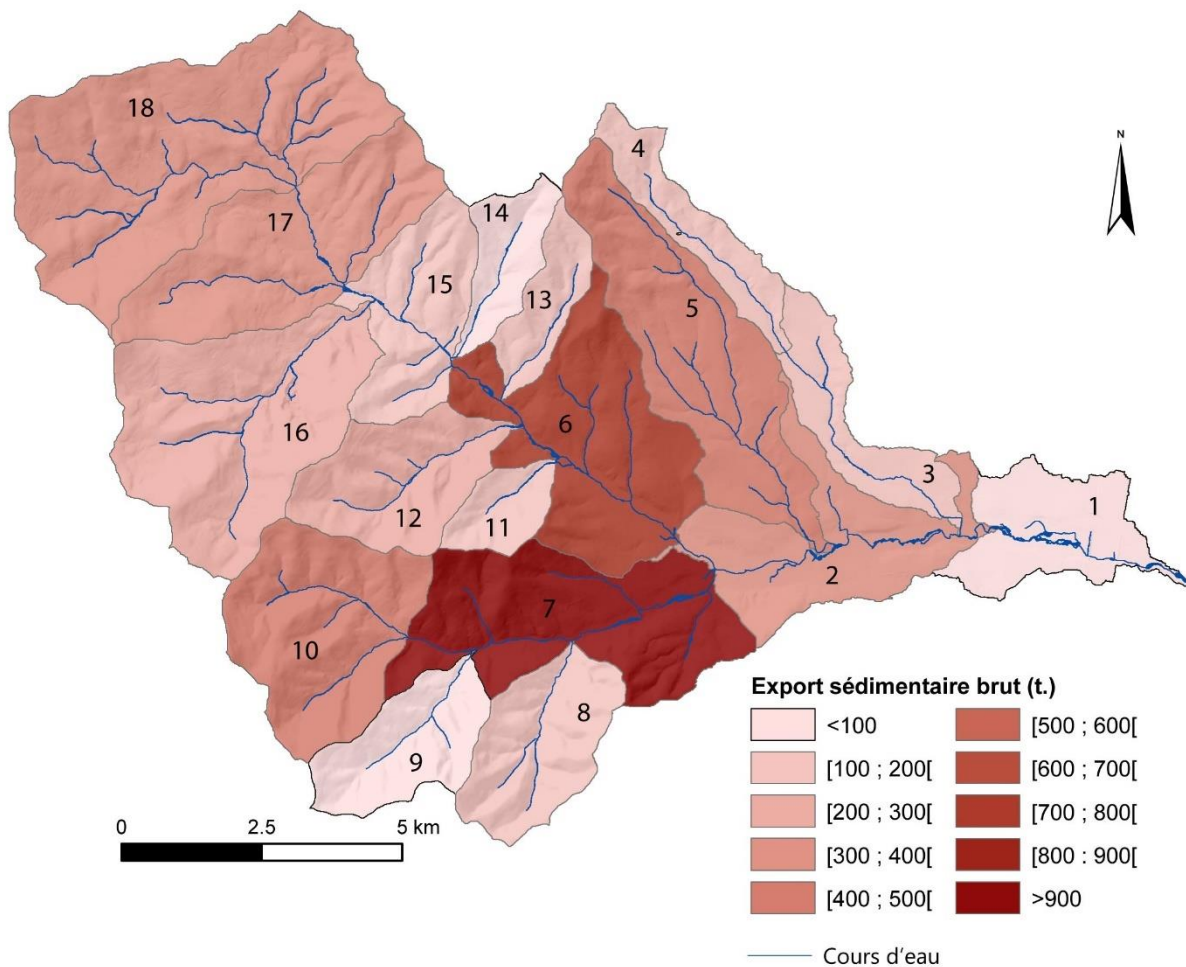 18
4
N
14
17
15
13
5
6
16
3
1
12
11
2
7
10
8
9
0 2.5 5 km
Export sédimentaire brut (t.)
<100
[100 ; 200[
[200 ; 300[
[300 ; 400[
[400 ; 500[
[500 ; 600[
[600 ; 700[
[700 ; 800[
[800 : 900[
>900
Cours d'eau